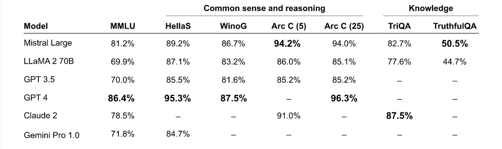 Common sense and reasoning Knowledge
Model MMLU HellaS WinoG Arc C (5) Arc C (25) TriQA TruthfulQA
Mistral Large 81.2% 89.2% 86.7% 94.2% 94.0% 82.7% 50.5%
LLaMA 2 70B 69.9% 87.1% 83.2% 86.0% 85.1% 77.6% 44.7%
GPT 3.5 70.0% 85.5% 81.6% 85.2% 85.2% – –
GPT 4 86.4% 95.3% 87.5% – 96.3% – –
Claude 2 78.5% – – 91.0% – 87.5% –
Gemini Pro 1.0 71.8% 84.7% – – – – –